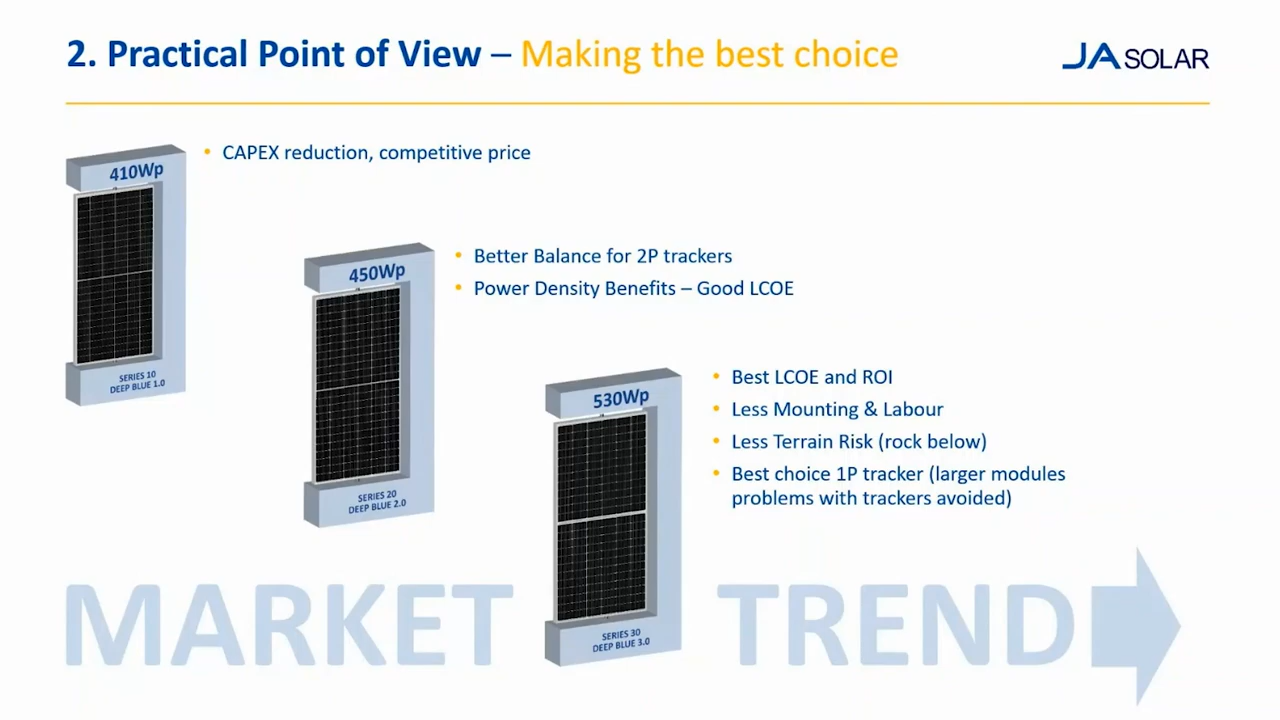 2. Practical Point of View – Making the best choice
JA SOLAR
410Wp
• CAPEX reduction, competitive price
SERIES 10
DEEP BLUE 1.0
450Wp
• Better Balance for 2P trackers
• Power Density Benefits – Good LCOE
SERIES 20
DEEP BLUE 2.0
530Wp
• Best LCOE and ROI
• Less Mounting & Labour
• Less Terrain Risk (rock below)
• Best choice 1P tracker (larger modules
problems with trackers avoided)
SERIES 30
DEEP BLUE 3.0
MARKET TREND